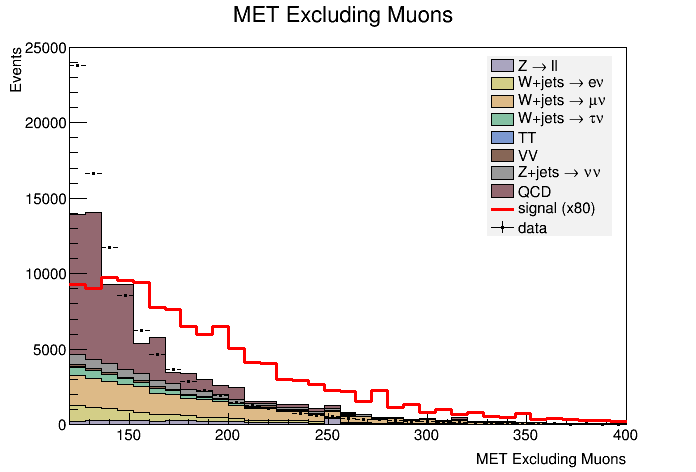 MET Excluding Muons
Events
25000
20000
15000
10000
5000
0
150
200
250
300
350
400
MET Excluding Muons
Z → ll
W+jets → eν
W+jets → μν
W+jets → τν
TT
VV
Z+jets → νν
QCD
signal (x80)
data